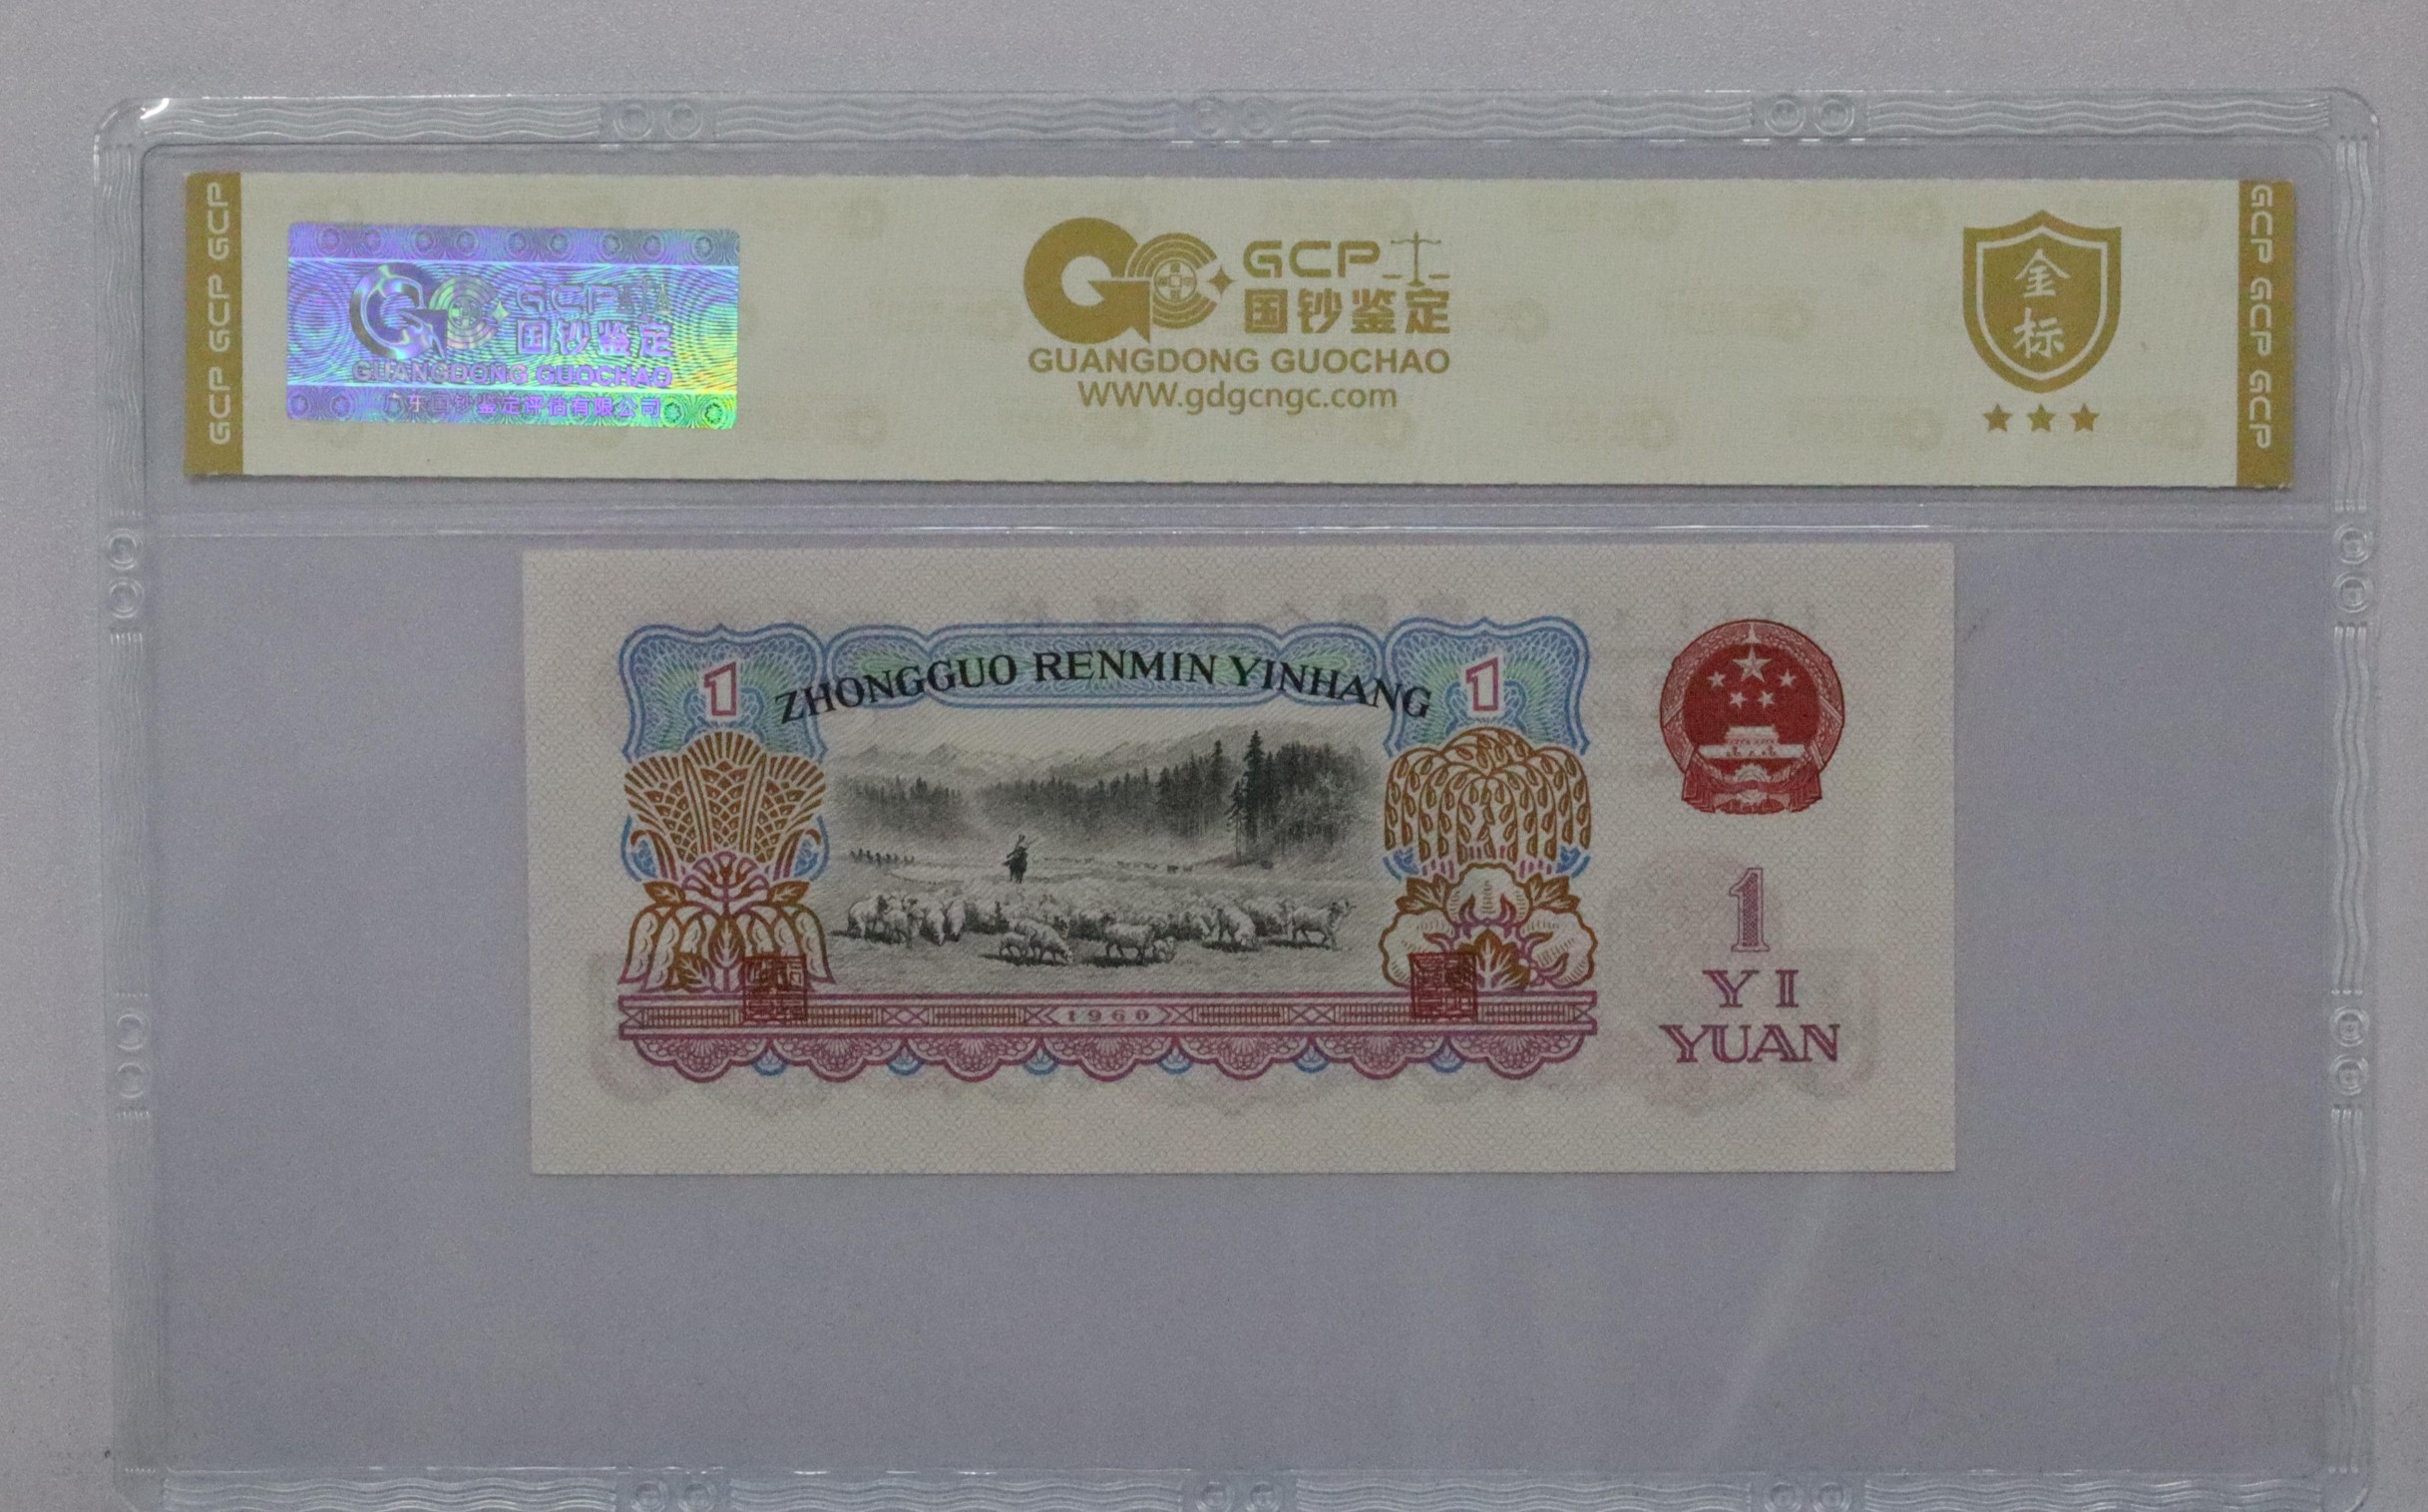 GCP GCP GCP
GCP
国钞鉴定
GUANGDONG GUOCHAO
广东国钞鉴定评估有限公司
GCP
国钞鉴定
GUANGDONG GUOCHAO
WWW.gdgcngc.com
金
标
GCP GCP GCP
1
ZHONGGUO RENMIN YINHANG
1
1960
1
YI
YUAN